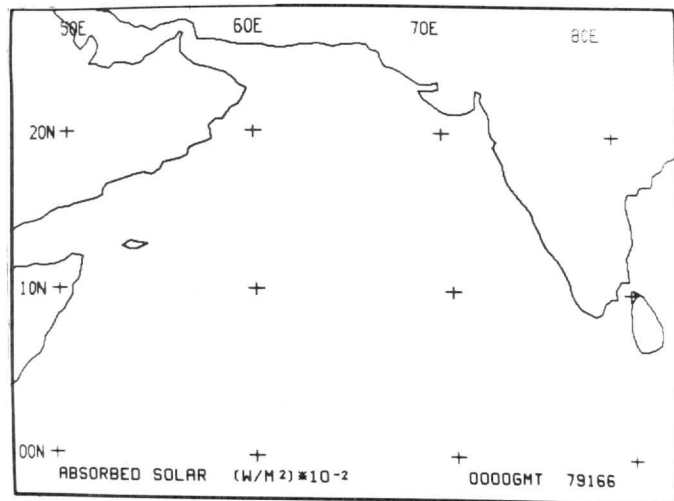 50E 60E 70E 80E
20N
10N
00N
ABSORBED SOLAR (W/M²)*10-² 0000GMT 79166